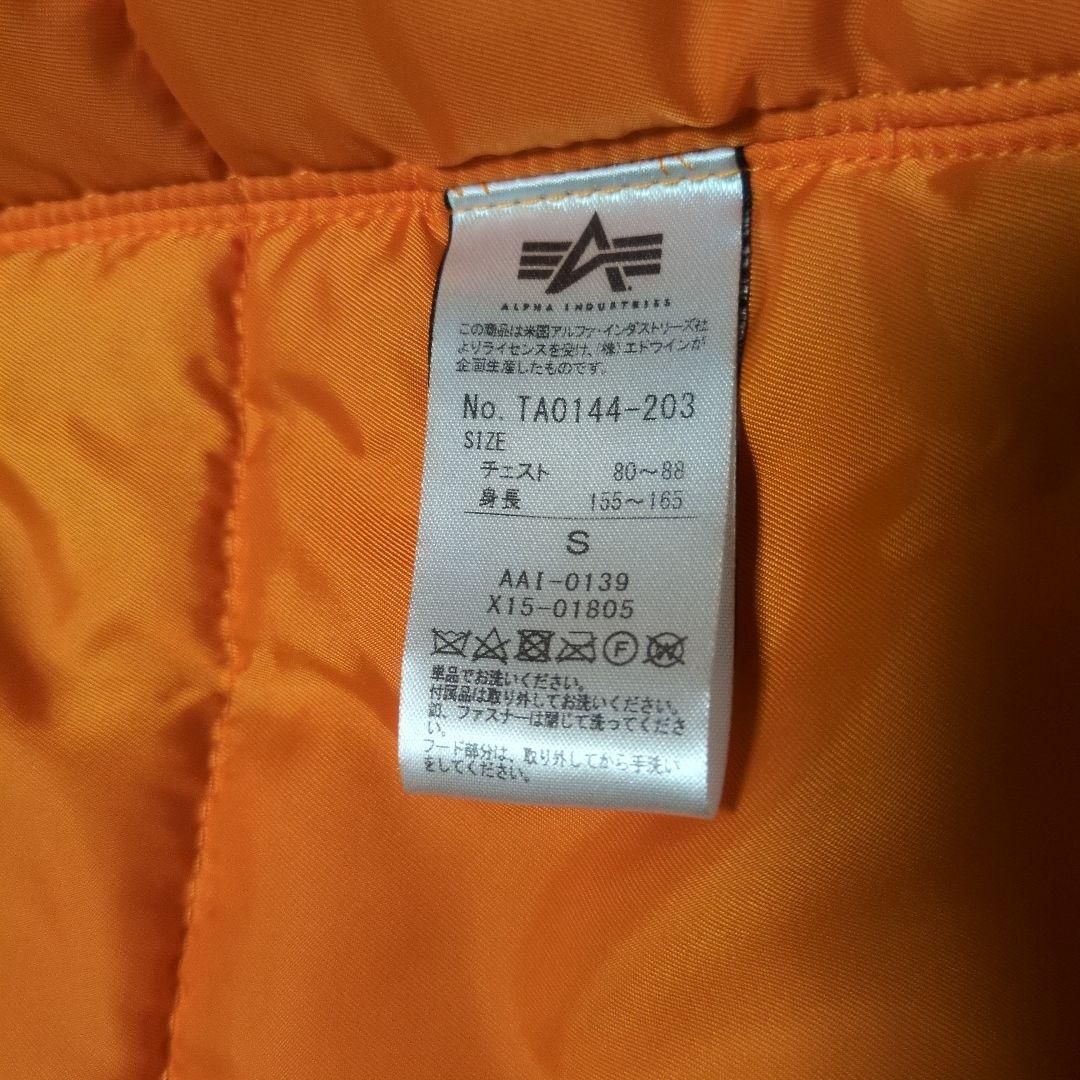 ALPHA INDUSTRIES
この商品は米国アルファ・インダストリーズ社
よりライセンスを受け、(株)エドウインが
企画生産したものです。
No. TA0144-203
SIZE
チェスト 80～88
身長 155～165
S
AAI-0139
X15-01805
F W
単品でお洗いください。
付属品は取り外してお洗いください。
釦、ファスナーは閉じて洗ってくださ
い。
フード部分は、取り外してから手洗い
をしてください。